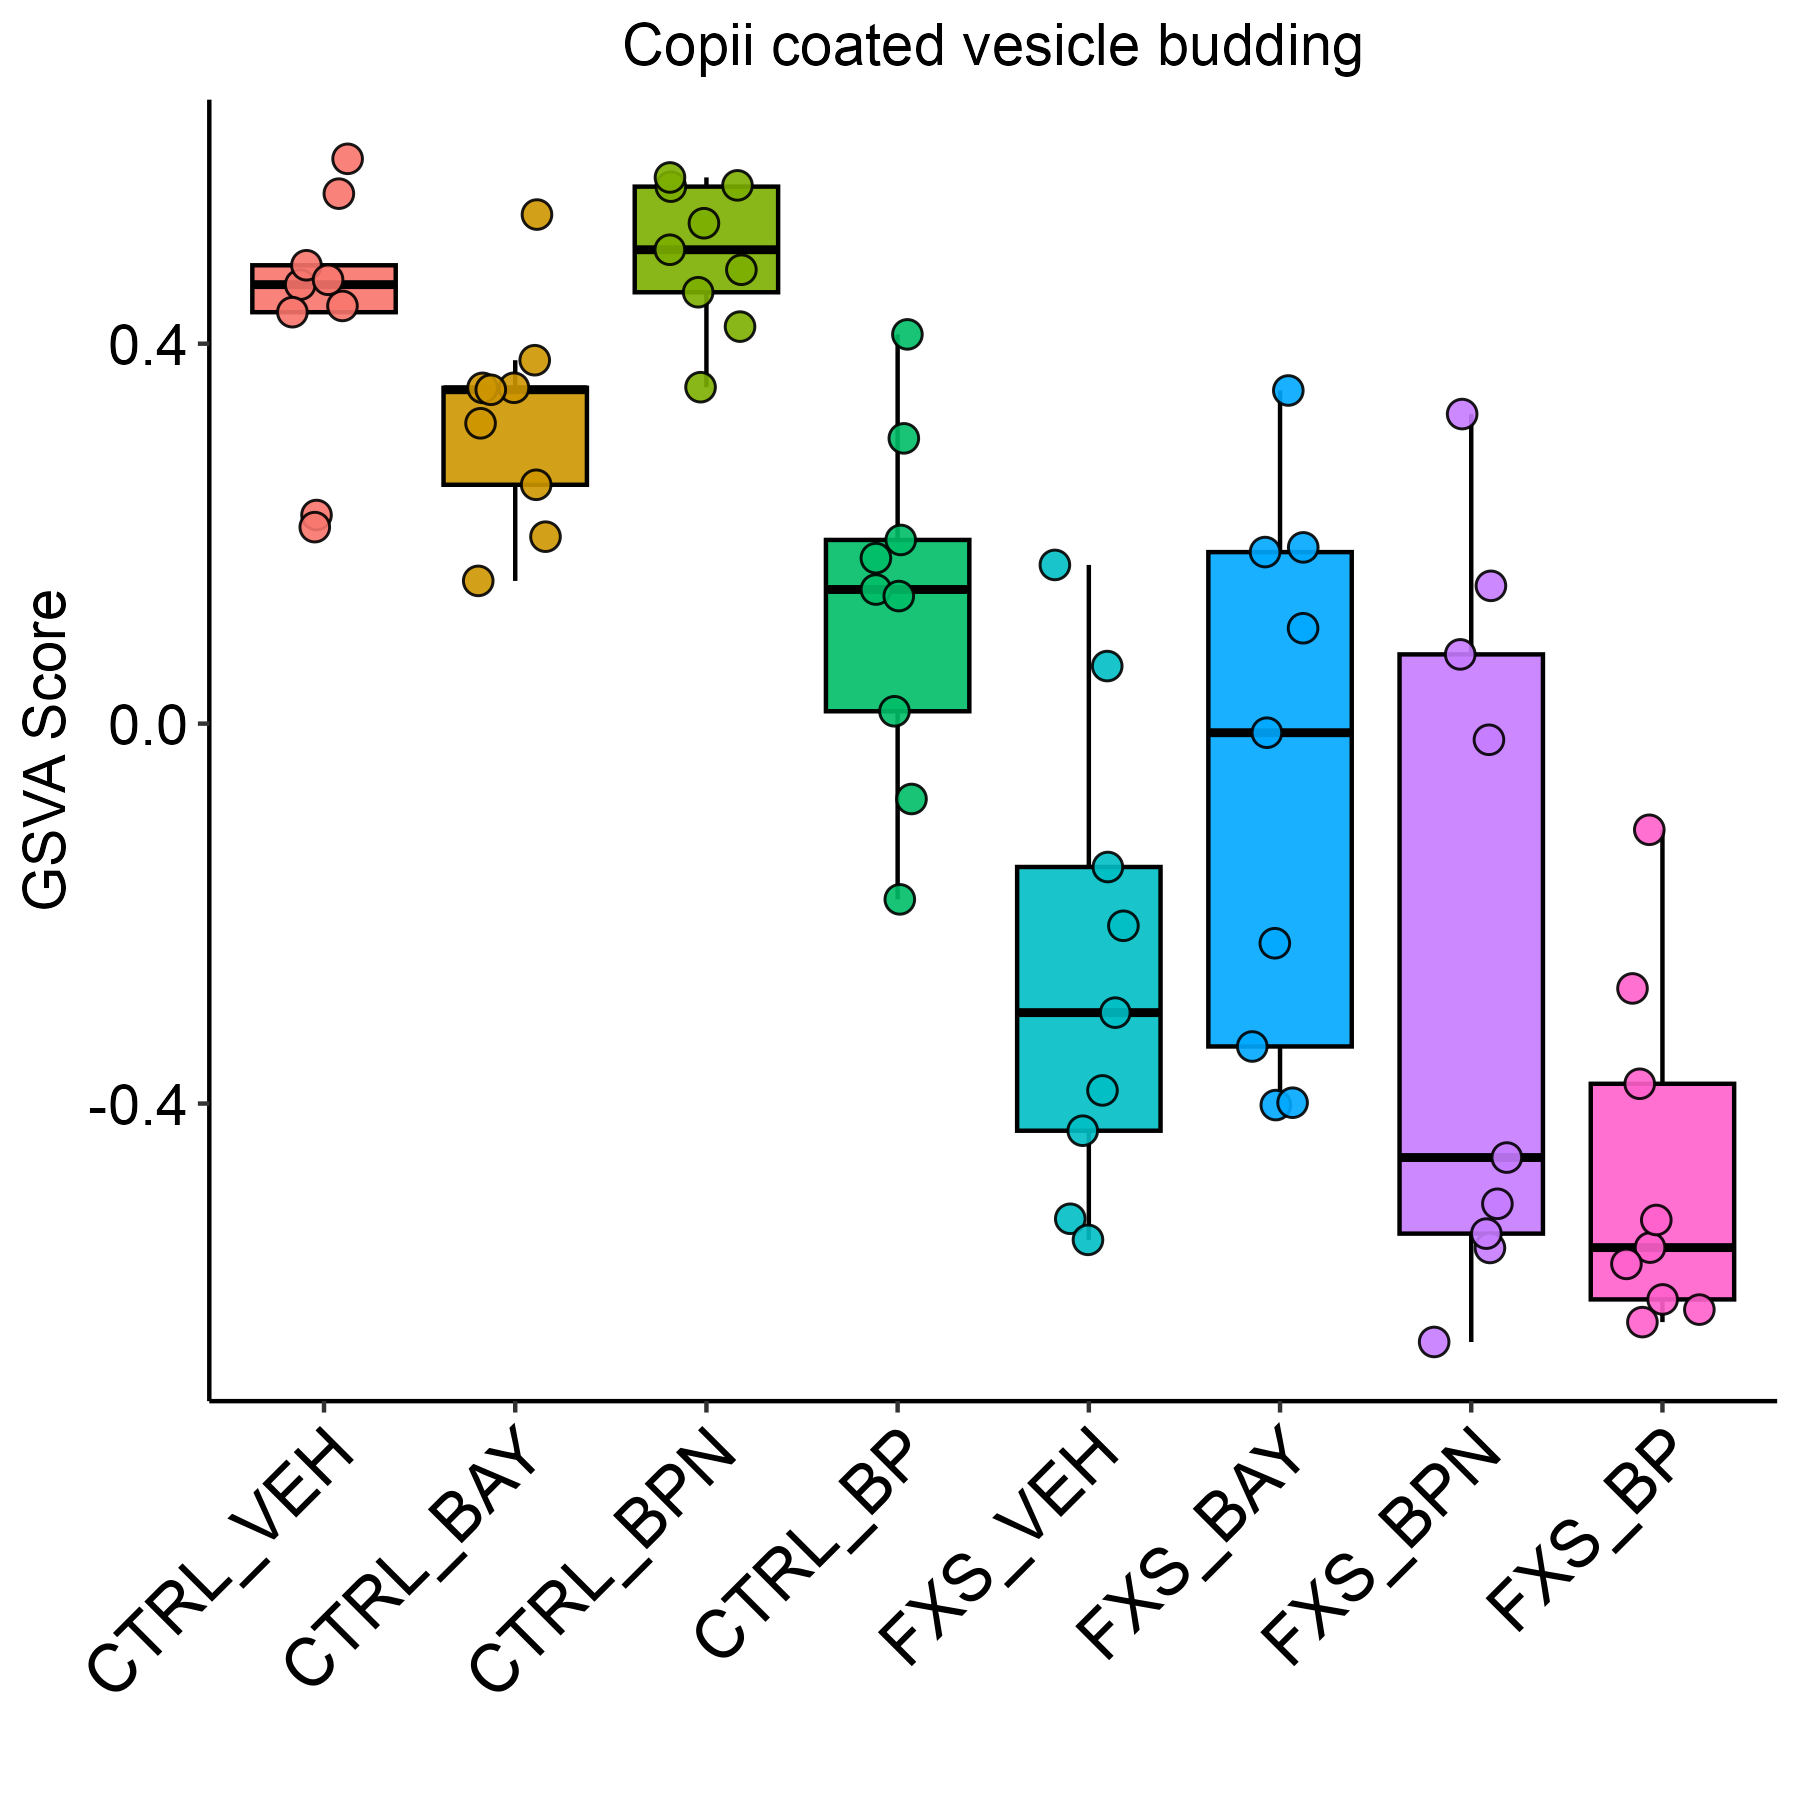 Copii coated vesicle budding
GSVA Score
0.4
0.0
-0.4
CTRL_VEH
CTRL_BAY
CTRL_BPN
CTRL_BP
FXS_VEH
FXS_BAY
FXS_BPN
FXS_BP